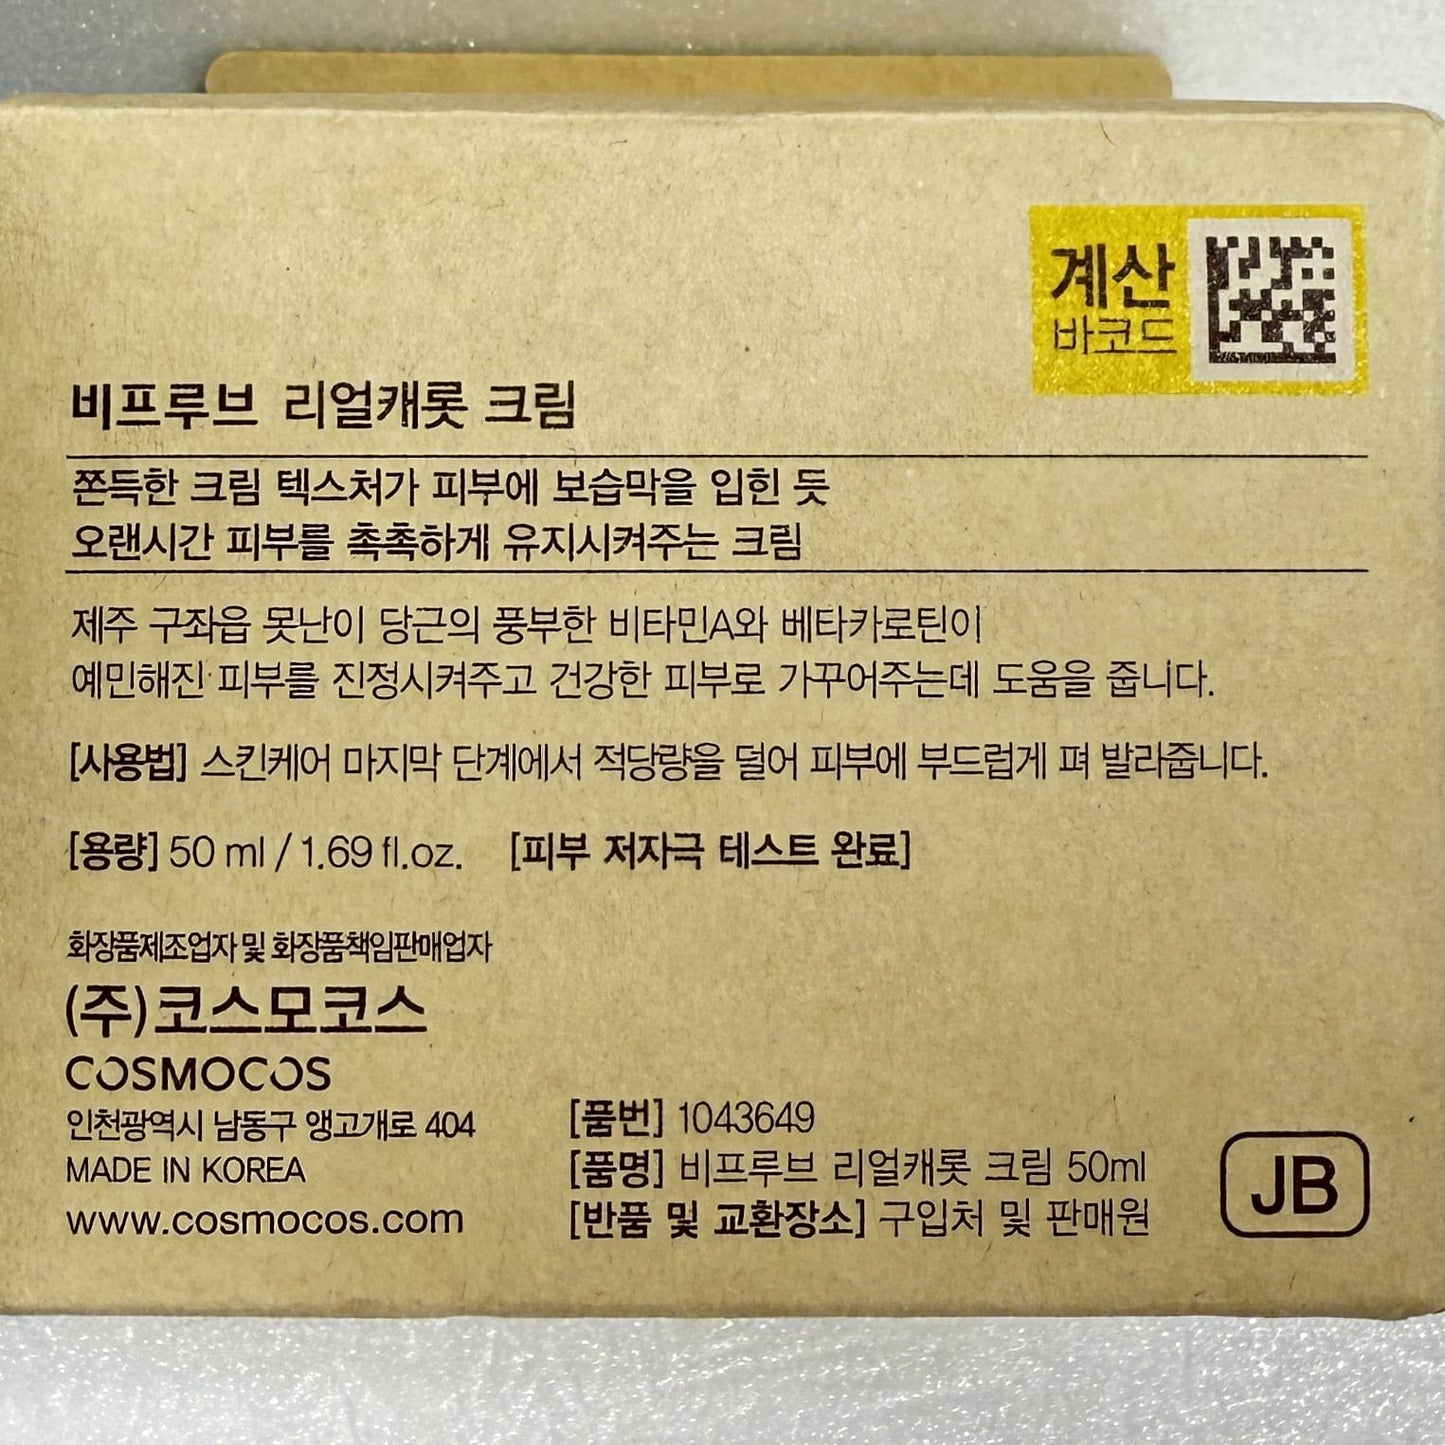 계산
바코드
비프루브 리얼캐롯 크림
쫀득한 크림 텍스처가 피부에 보습막을 입힌 듯
오랜시간 피부를 촉촉하게 유지시켜주는 크림
제주 구좌읍 못난이 당근의 풍부한 비타민A와 베타카로틴이
예민해진 피부를 진정시켜주고 건강한 피부로 가꾸어주는데 도움을 줍니다.
[사용법] 스킨케어 마지막 단계에서 적당량을 덜어 피부에 부드럽게 펴 발라줍니다.
[용량] 50 ml / 1.69 fl.oz. [피부 저자극 테스트 완료]
화장품제조업자 및 화장품책임판매업자
(주)코스모코스
COSMOCOS
인천광역시 남동구 앵고개로 404
MADE IN KOREA
www.cosmocos.com
[품번] 1043649
[품명] 비프루브 리얼캐롯 크림 50ml
[반품 및 교환장소] 구입처 및 판매원
JB